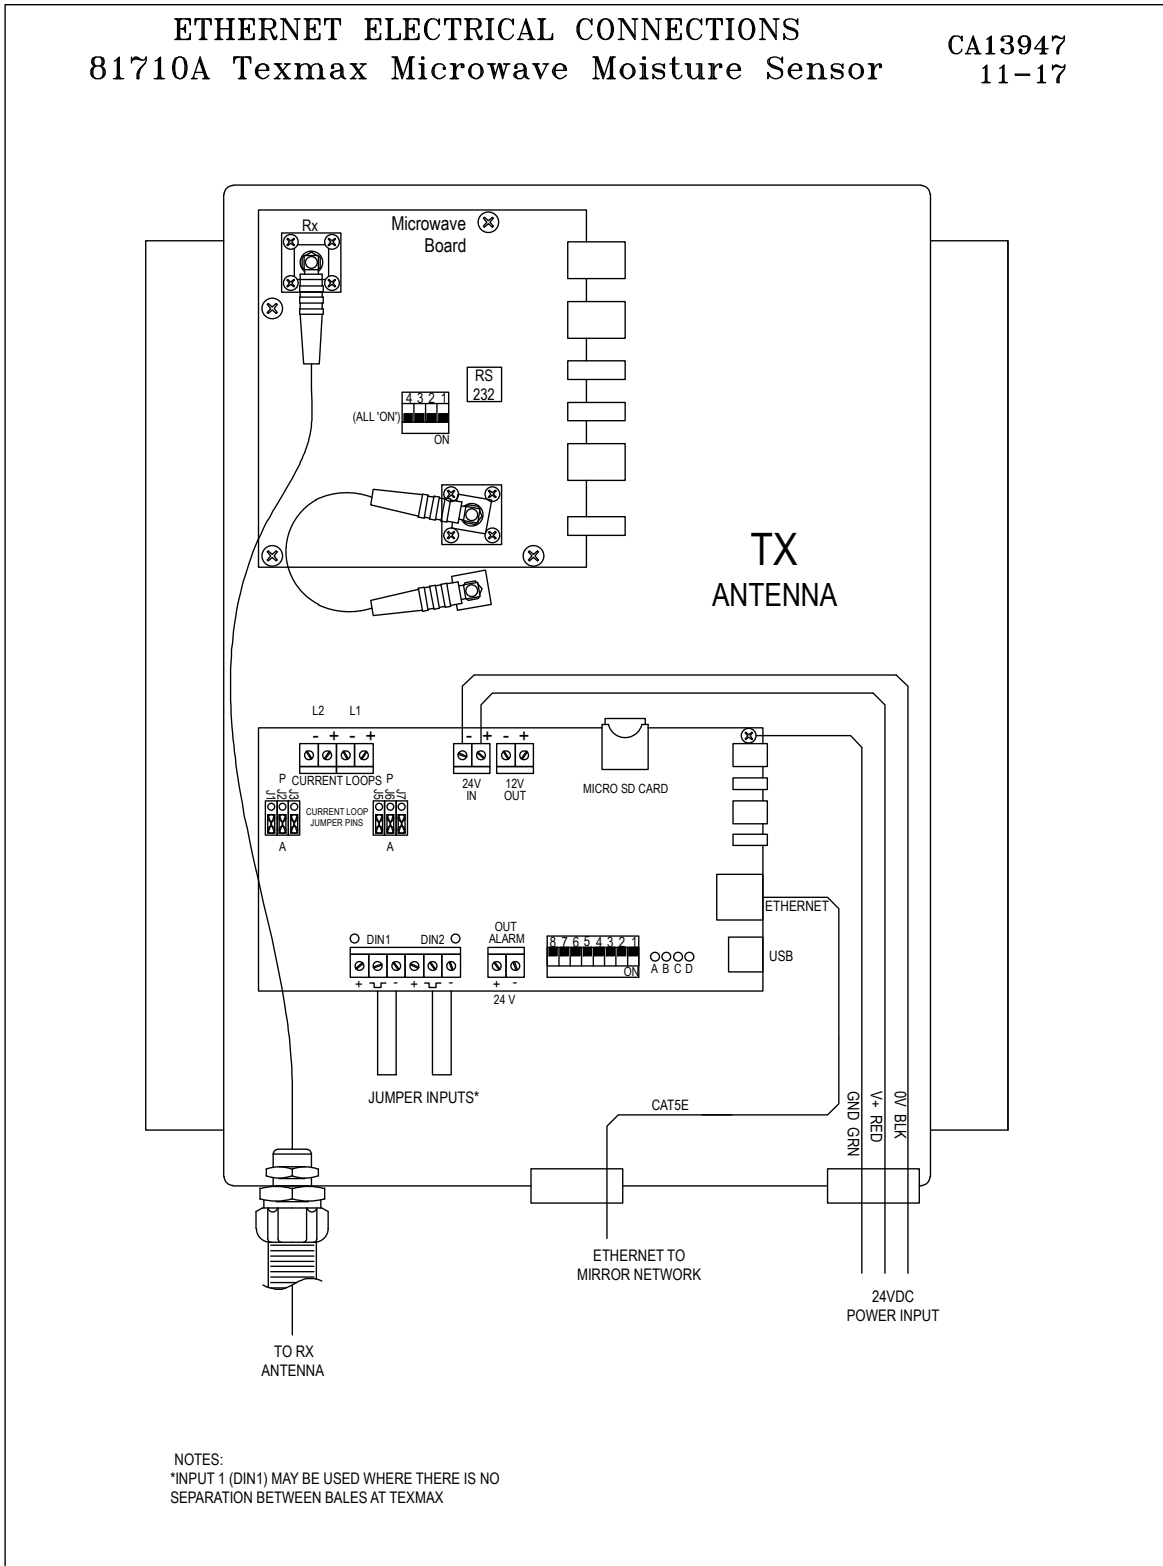 ETHERNET ELECTRICAL CONNECTIONS
81710A Texmax Microwave Moisture Sensor
CA13947
11-17
Rx
Microwave
Board
RS
232
4 3 2 1
(ALL 'ON')
ON
TX
ANTENNA
L2 L1
- + - +
- + - +
P CURRENT LOOPS P
24V
IN
12V
OUT
MICRO SD CARD
J1 J2 J3
CURRENT LOOP
JUMPER PINS
J5 J6 J7
A A
ETHERNET
OUT
ALARM
DIN1 DIN2
8 7 6 5 4 3 2 1
ON
A B C D
USB
+ - + -
+ -
24 V
JUMPER INPUTS*
CAT5E
GND GRN
V+ RED
0V BLK
ETHERNET TO
MIRROR NETWORK
24VDC
POWER INPUT
TO RX
ANTENNA
NOTES:
*INPUT 1 (DIN1) MAY BE USED WHERE THERE IS NO
SEPARATION BETWEEN BALES AT TEXMAX